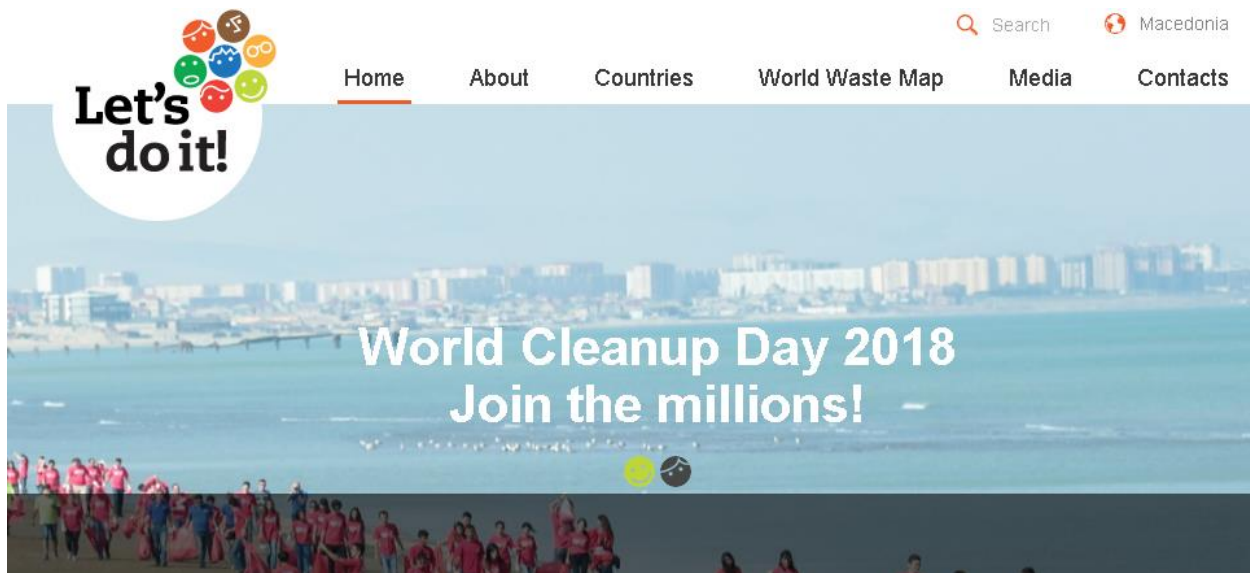 Search Macedonia
Let's
do it!
Home About Countries World Waste Map Media Contacts
World Cleanup Day 2018
Join the millions!